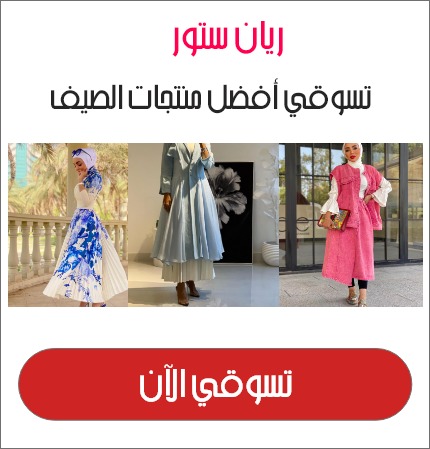 ريان ستور
تسوقي أفضل منتجات الصيف
تسوقي الآن